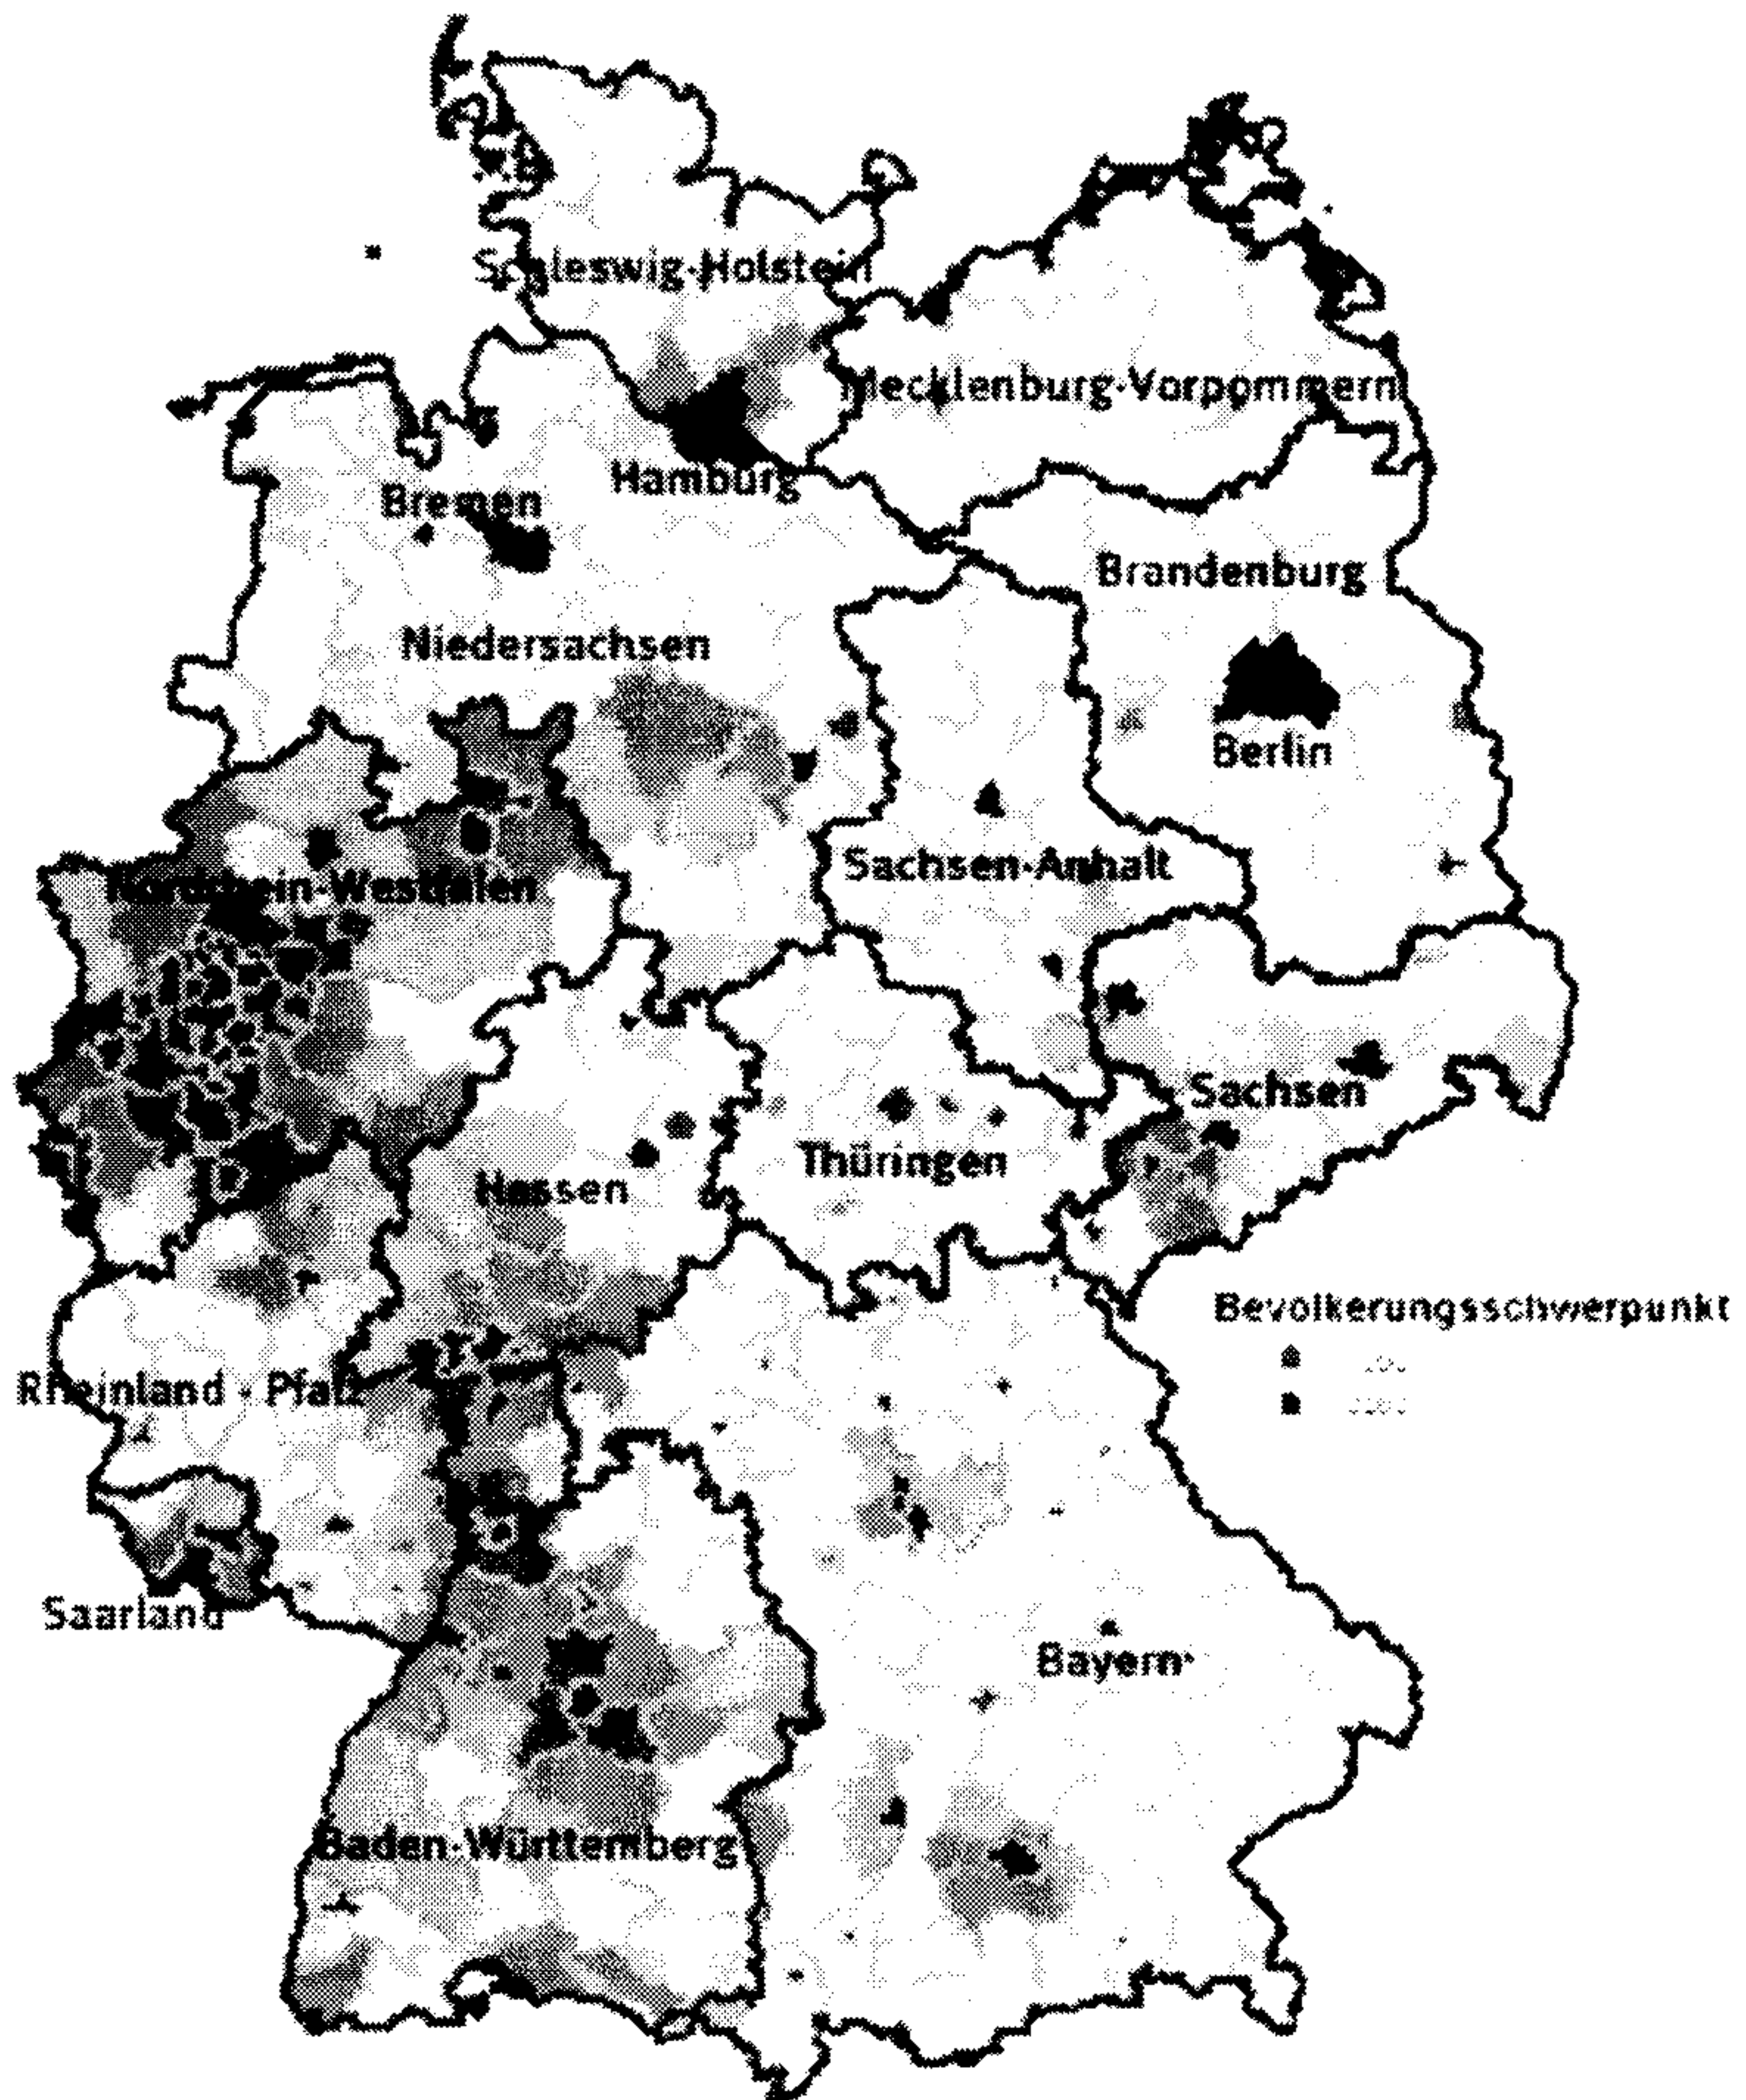 Schleswig-Holstein
Mecklenburg-Vorpommern
Hamburg
Bremen
Brandenburg
Niedersachsen
Berlin
Sachsen-Anhalt
Nordrhein-Westfalen
Sachsen
Thüringen
Hessen
Bevolkerungsschwerpunkt
Rheinland - Pfalz
Saarland
Bayern
Baden-Württemberg